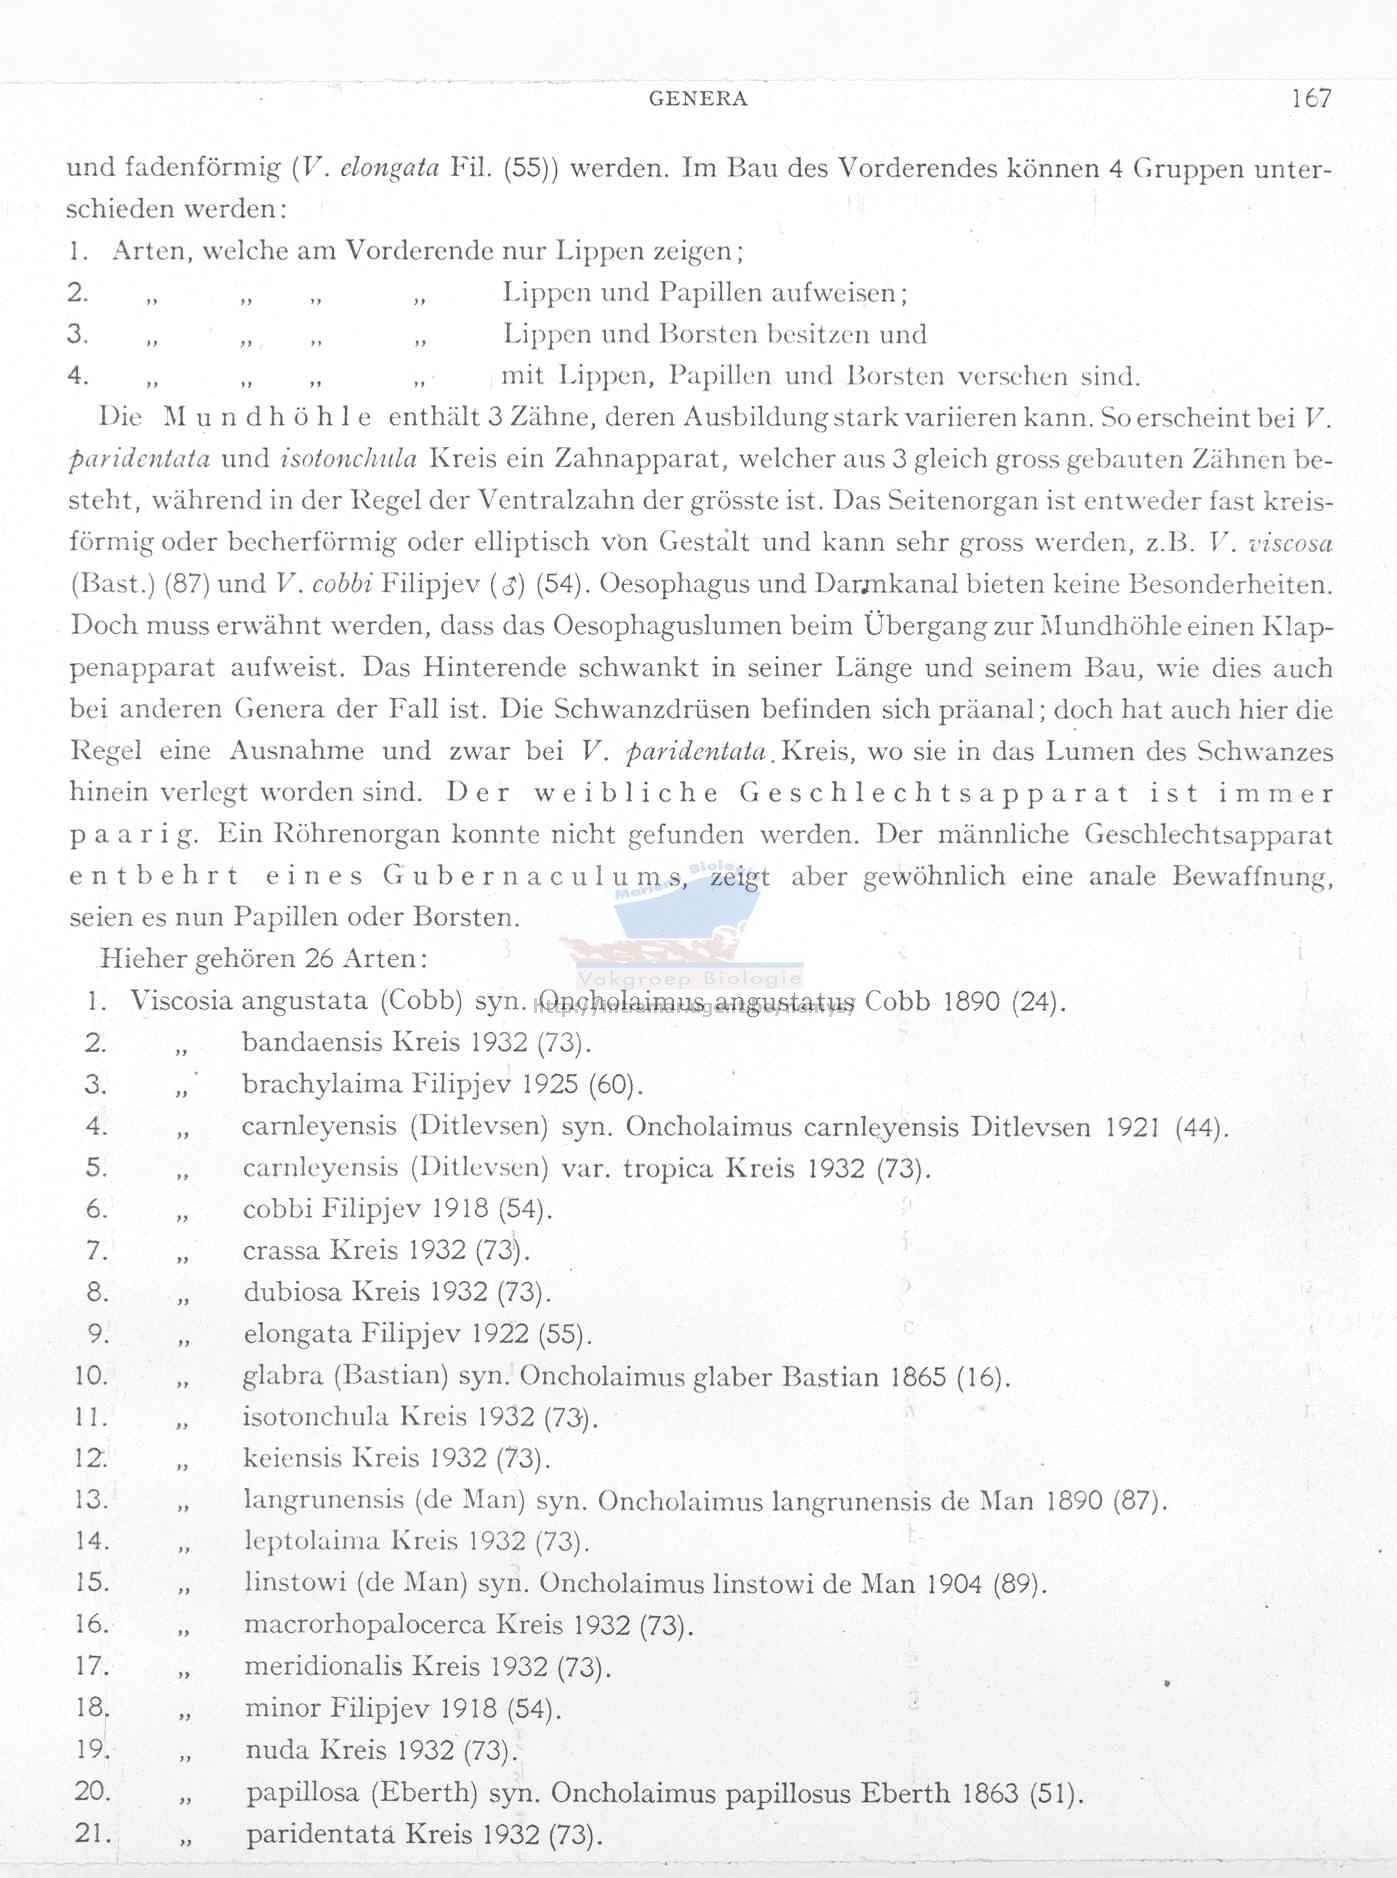 GENERA 167
und fadenförmig (V. elongata Fil. (55)) werden. Im Bau des Vorderendes können 4 Gruppen unter-
schieden werden:
1. Arten, welche am Vorderende nur Lippen zeigen;
2. „ „ „ „ Lippen und Papillen aufweisen;
3. „ „ „ „ Lippen und Borsten besitzen und
4. „ „ „ „ mit Lippen, Papillen und Borsten versehen sind.
Die Mundhöhle enthält 3 Zähne, deren Ausbildung stark variieren kann. So erscheint bei V.
paridentata und isotonchula Kreis ein Zahnapparat, welcher aus 3 gleich gross gebauten Zähnen be-
steht, während in der Regel der Ventralzahn der grösste ist. Das Seitenorgan ist entweder fast kreis-
förmig oder becherförmig oder elliptisch von Gestalt und kann sehr gross werden, z.B. V. viscosa
(Bast.) (87) und V. cobbi Filipjev (♂) (54). Oesophagus und Darmkanal bieten keine Besonderheiten.
Doch muss erwähnt werden, dass das Oesophaguslumen beim Übergang zur Mundhöhle einen Klap-
penapparat aufweist. Das Hinterende schwankt in seiner Länge und seinem Bau, wie dies auch
bei anderen Genera der Fall ist. Die Schwanzdrüsen befinden sich präanal; doch hat auch hier die
Regel eine Ausnahme und zwar bei V. paridentata Kreis, wo sie in das Lumen des Schwanzes
hinein verlegt worden sind. Der weibliche Geschlechtsapparat ist immer
paarig. Ein Röhrenorgan konnte nicht gefunden werden. Der männliche Geschlechtsapparat
entbehrt eines Gubernaculums, zeigt aber gewöhnlich eine anale Bewaffnung,
seien es nun Papillen oder Borsten.
Marien Biologie
Vakgroep Biologie
Hieher gehören 26 Arten:
1. Viscosia angustata (Cobb) syn. Oncholaimus angustatus Cobb 1890 (24).
2. „ bandaensis Kreis 1932 (73).
3. „ brachylaima Filipjev 1925 (60).
4. „ carnleyensis (Ditlevsen) syn. Oncholaimus carnleyensis Ditlevsen 1921 (44).
5. „ carnleyensis (Ditlevsen) var. tropica Kreis 1932 (73).
6. „ cobbi Filipjev 1918 (54).
7. „ crassa Kreis 1932 (73).
8. „ dubiosa Kreis 1932 (73).
9. „ elongata Filipjev 1922 (55).
10. „ glabra (Bastian) syn. Oncholaimus glaber Bastian 1865 (16).
11. „ isotonchula Kreis 1932 (73).
12. „ keiensis Kreis 1932 (73).
13. „ langrunensis (de Man) syn. Oncholaimus langrunensis de Man 1890 (87).
14. „ leptolaima Kreis 1932 (73).
15. „ linstowi (de Man) syn. Oncholaimus linstowi de Man 1904 (89).
16. „ macrorhopalocerca Kreis 1932 (73).
17. „ meridionalis Kreis 1932 (73).
18. „ minor Filipjev 1918 (54).
19. „ nuda Kreis 1932 (73).
20. „ papillosa (Eberth) syn. Oncholaimus papillosus Eberth 1863 (51).
21. „ paridentata Kreis 1932 (73).